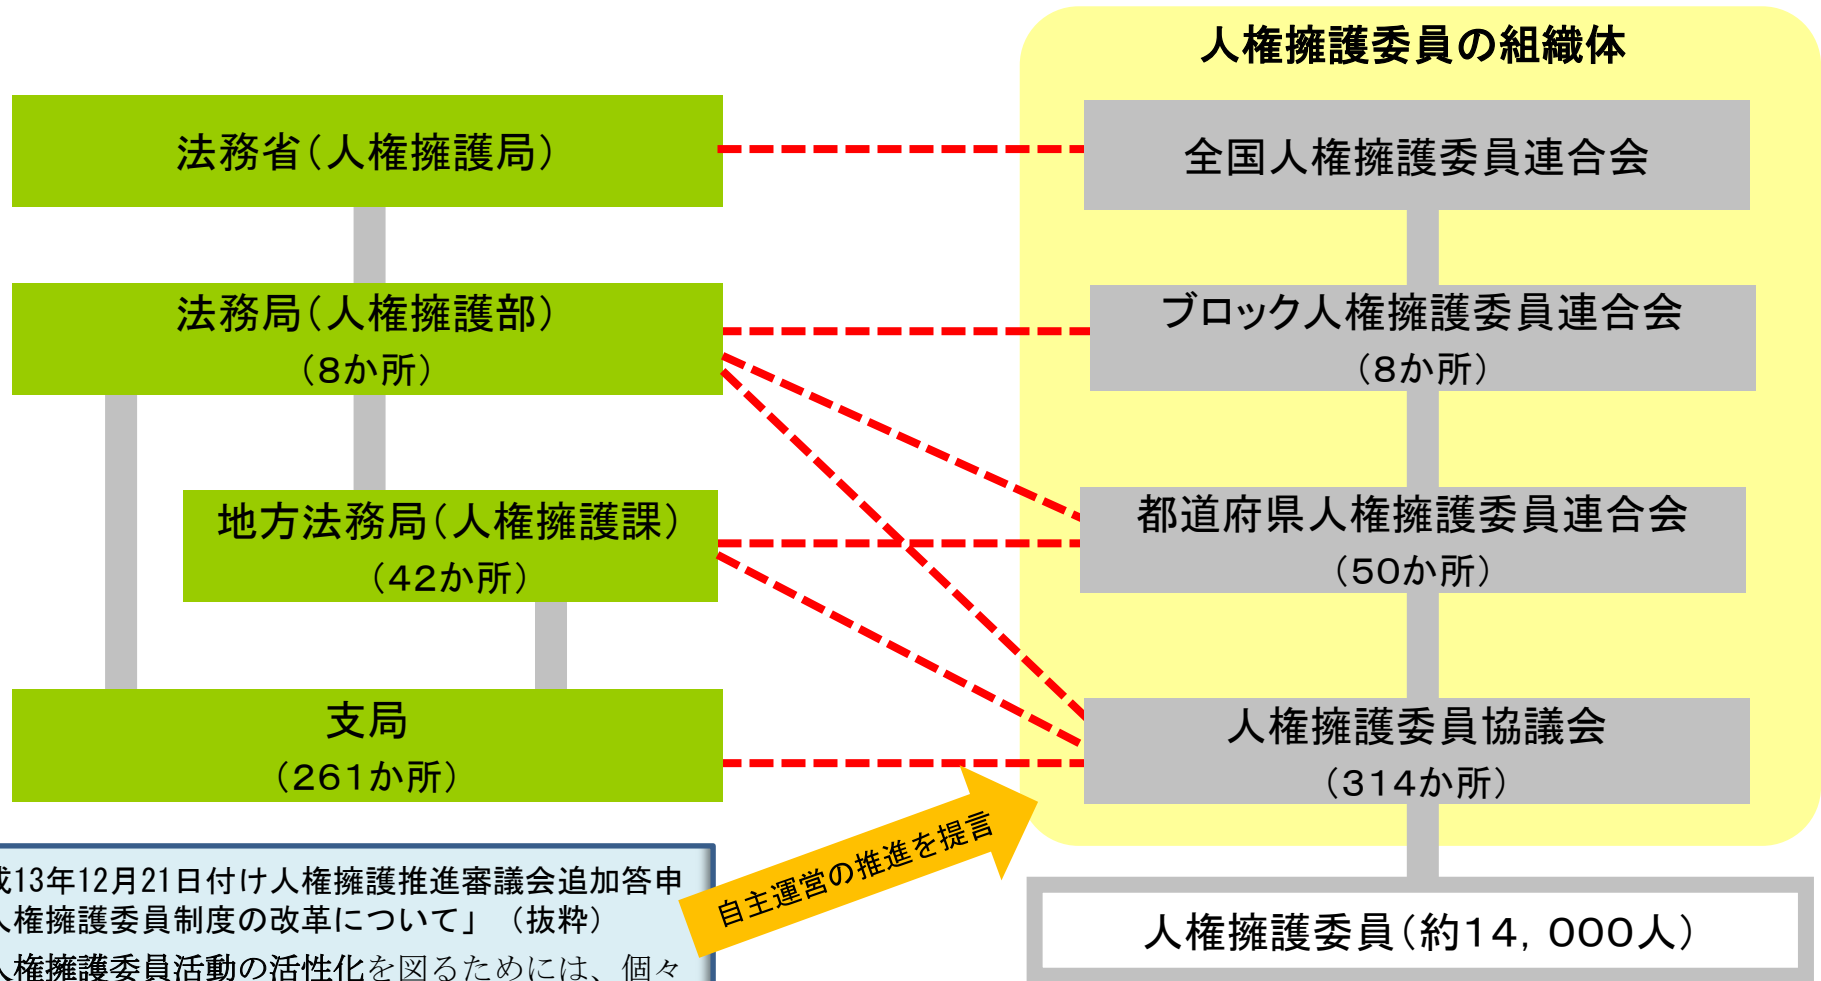 人権擁護委員の組織体
法務省（人権擁護局）
全国人権擁護委員連合会
法務局（人権擁護部）
（８か所）
ブロック人権擁護委員連合会
（８か所）
地方法務局（人権擁護課）
（４２か所）
都道府県人権擁護委員連合会
（５０か所）
支局
（２６１か所）
人権擁護委員協議会
（３１４か所）
自主運営の推進を提言
成13年12月21日付け人権擁護推進審議会追加答申
人権擁護委員制度の改革について」（抜粋）
人権擁護委員活動の活性化を図るためには、個々
人権擁護委員（約１４，０００人）